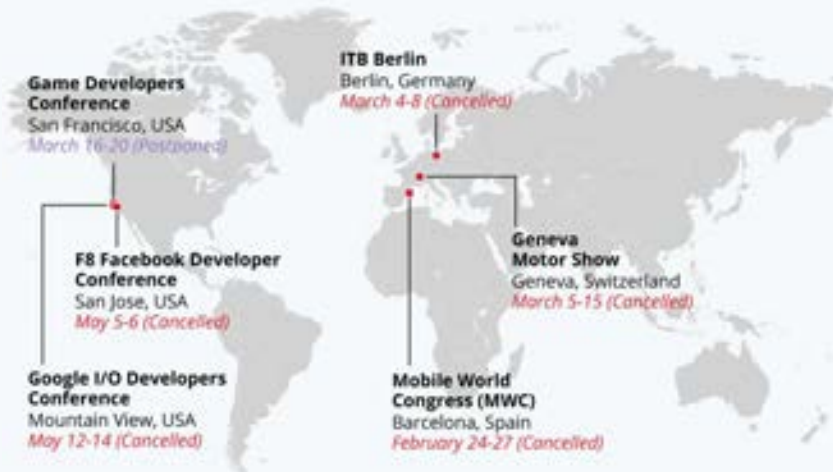 Game Developers
Conference
San Francisco, USA
March 16-20 (Postponed)
ITB Berlin
Berlin, Germany
March 4-8 (Cancelled)
F8 Facebook Developer
Conference
San Jose, USA
May 5-6 (Cancelled)
Geneva
Motor Show
Geneva, Switzerland
March 5-15 (Cancelled)
Google I/O Developers
Conference
Mountain View, USA
May 12-14 (Cancelled)
Mobile World
Congress (MWC)
Barcelona, Spain
February 24-27 (Cancelled)